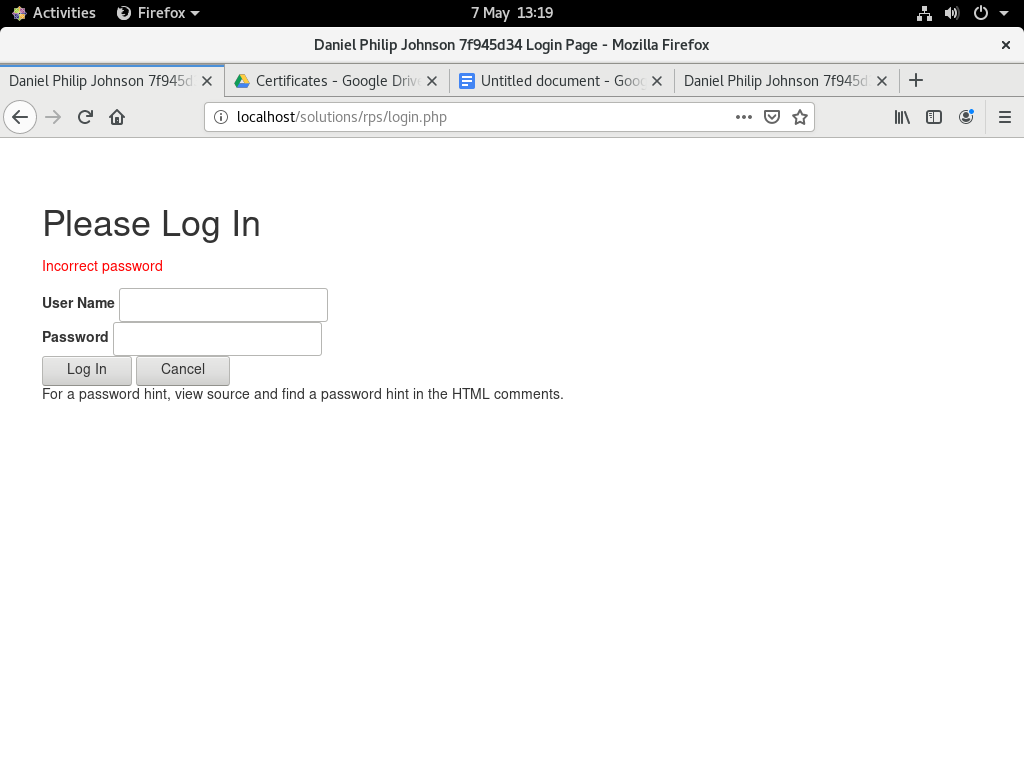 Activities Firefox 7 May 13:19
Daniel Philip Johnson 7f945d34 Login Page - Mozilla Firefox
Daniel Philip Johnson 7f945d Certificates - Google Drive Untitled document - Goog Daniel Philip Johnson 7f945d
localhost/solutions/rps/login.php
Please Log In
Incorrect password
User Name
Password
Log In Cancel
For a password hint, view source and find a password hint in the HTML comments.